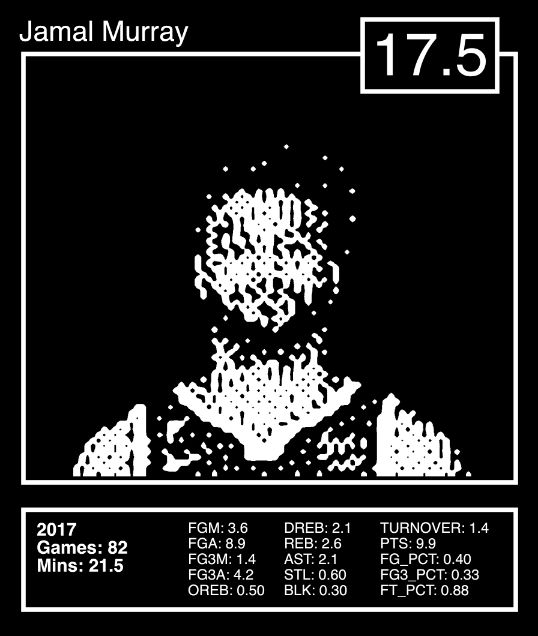 Jamal Murray
17.5
2017
Games: 82
Mins: 21.5
FGM: 3.6
FGA: 8.9
FG3M: 1.4
FG3A: 4.2
OREB: 0.50
DREB: 2.1
REB: 2.6
AST: 2.1
STL: 0.60
BLK: 0.30
TURNOVER: 1.4
PTS: 9.9
FG_PCT: 0.40
FG3_PCT: 0.33
FT_PCT: 0.88